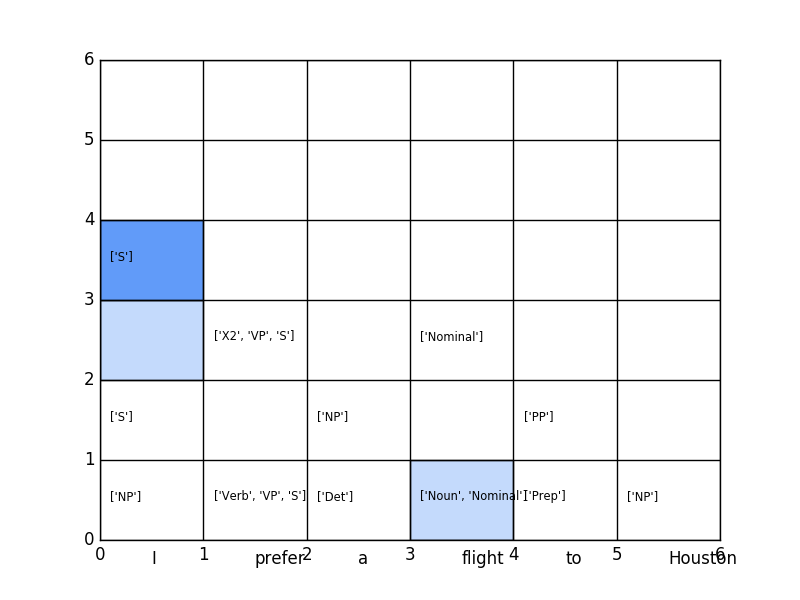 6
5
4
['S']
3
['X2', 'VP', 'S'] ['Nominal']
2
['S'] ['NP'] ['PP']
1
['NP'] ['Verb', 'VP', 'S'] ['Det'] ['Noun', 'Nominal'] ['Prep'] ['NP']
0
0 1 2 3 4 5 6
I prefer a flight to Houston